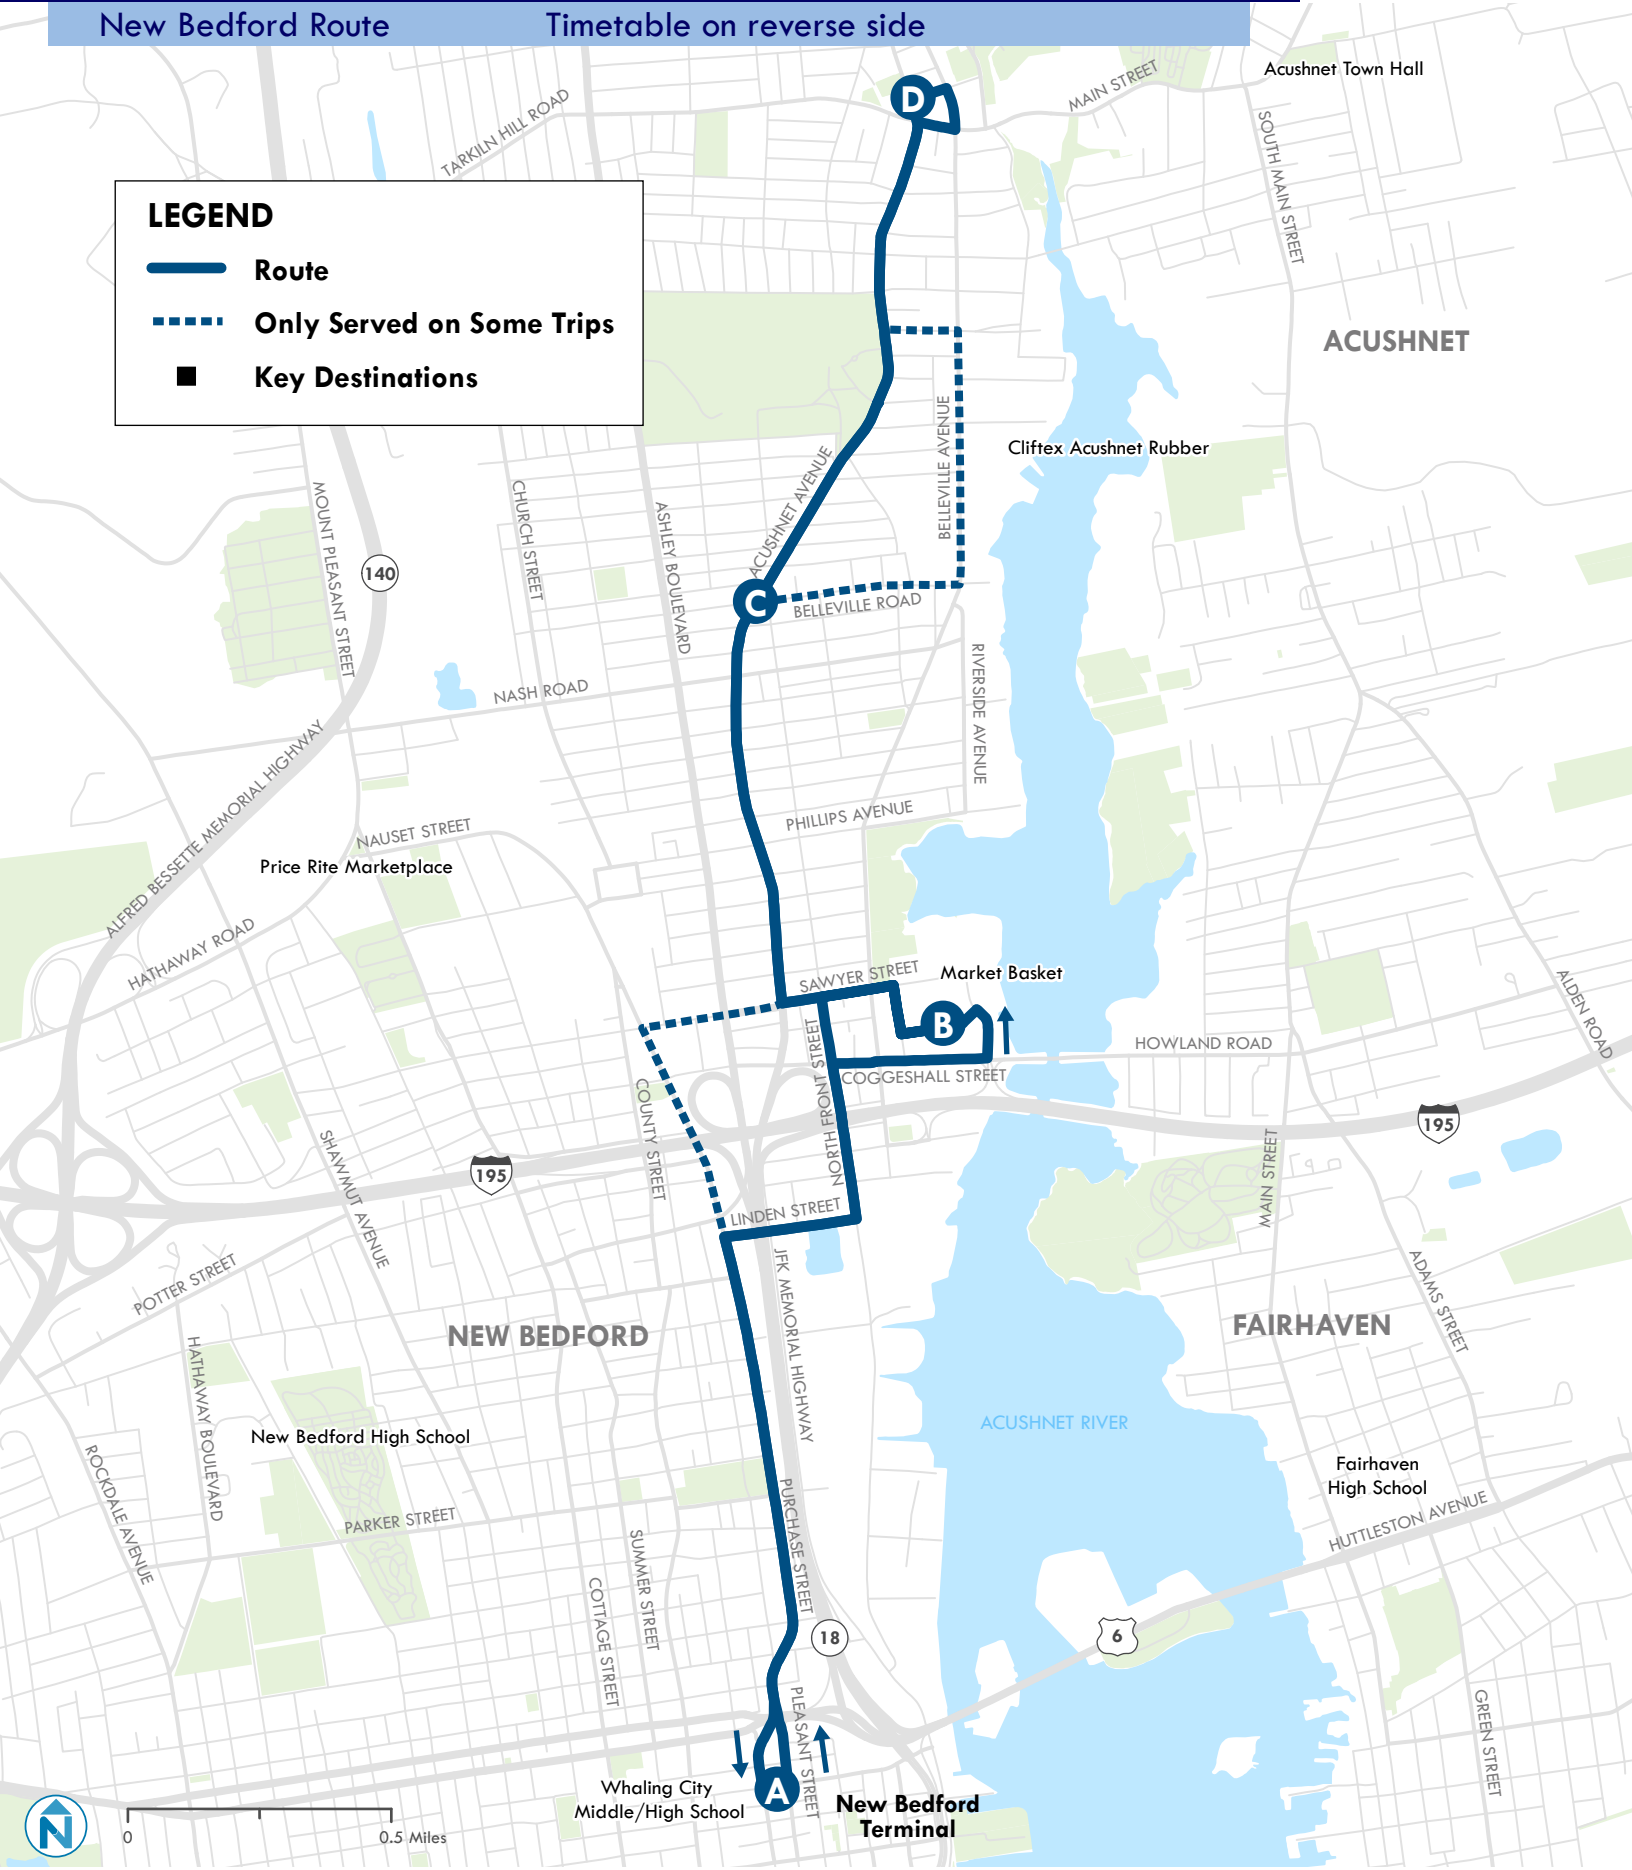 New Bedford Route
Timetable on reverse side
D
MAIN STREET
Acushnet Town Hall
TARKILN HILL ROAD
SOUTH MAIN STREET
LEGEND
Route
Only Served on Some Trips
Key Destinations
ACUSHNET
BELLEVILLE AVENUE
Cliftex Acushnet Rubber
ACUSHNET AVENUE
MOUNT PLEASANT STREET
CHURCH STREET
ASHLEY BOULEVARD
140
C
BELLEVILLE ROAD
NASH ROAD
RIVERSIDE AVENUE
ALFRED BESSETTE MEMORIAL HIGHWAY
PHILLIPS AVENUE
NAUSET STREET
Price Rite Marketplace
HATHAWAY ROAD
SAWYER STREET
Market Basket
B
ALDEN ROAD
HOWLAND ROAD
NORTH FRONT STREET
COGGESHALL STREET
COUNTY STREET
195
195
SHAWMUT AVENUE
MAIN STREET
LINDEN STREET
POTTER STREET
JFK MEMORIAL HIGHWAY
ADAMS STREET
NEW BEDFORD
FAIRHAVEN
HATHAWAY BOULEVARD
ACUSHNET RIVER
New Bedford High School
ROCKDALE AVENUE
Fairhaven
High School
PARKER STREET
PURCHASE STREET
HUTTLESTON AVENUE
SUMMER STREET
COTTAGE STREET
18
6
PLEASANT STREET
GREEN STREET
Whaling City
Middle/High School
A
New Bedford
Terminal
N
0
0.5 Miles